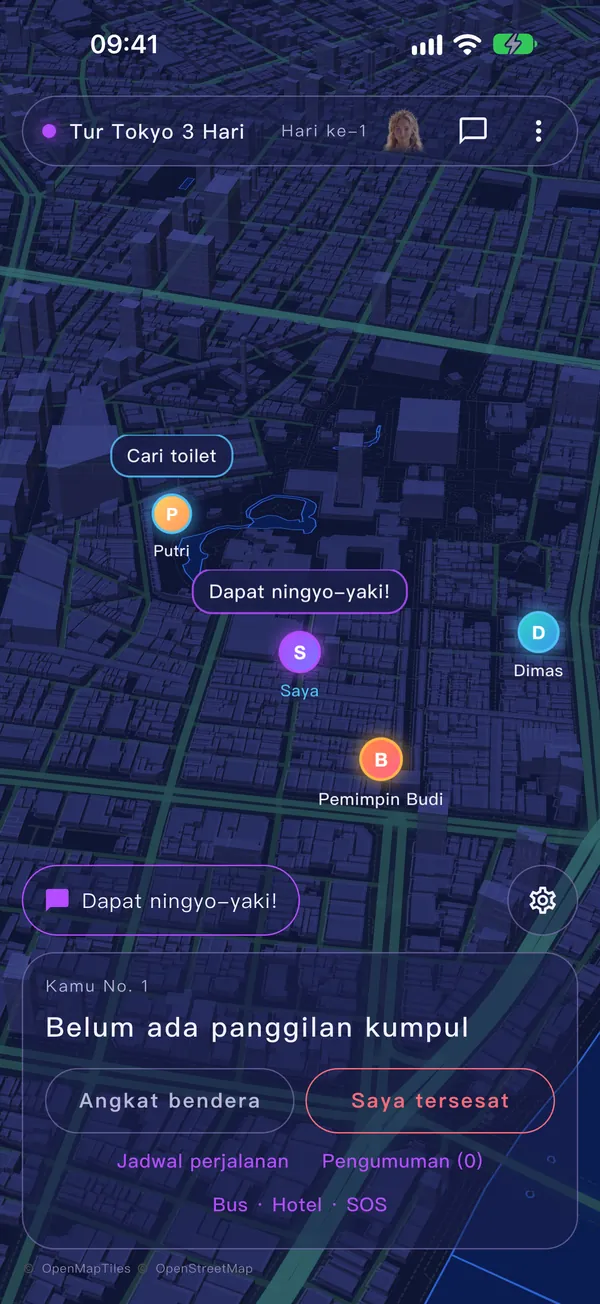 09:41
Tur Tokyo 3 Hari
Hari ke-1
Cari toilet
P
Putri
Dapat ningyo-yaki!
S
Saya
D
Dimas
B
Pemimpin Budi
Dapat ningyo-yaki!
Kamu No. 1
Belum ada panggilan kumpul
Angkat bendera
Saya tersesat
Jadwal perjalanan
Pengumuman (0)
Bus · Hotel · SOS
© OpenMapTiles © OpenStreetMap